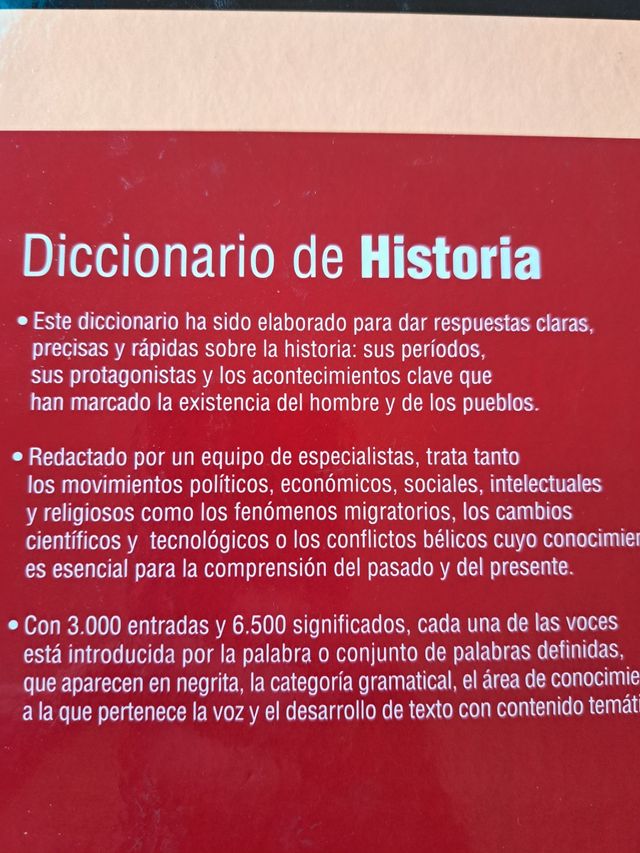 Diccionario de Historia
• Este diccionario ha sido elaborado para dar respuestas claras,
precisas y rápidas sobre la historia: sus períodos,
sus protagonistas y los acontecimientos clave que
han marcado la existencia del hombre y de los pueblos.
• Redactado por un equipo de especialistas, trata tanto
los movimientos políticos, económicos, sociales, intelectuales
y religiosos como los fenómenos migratorios, los cambios
científicos y tecnológicos o los conflictos bélicos cuyo conocimien
es esencial para la comprensión del pasado y del presente.
• Con 3.000 entradas y 6.500 significados, cada una de las voces
está introducida por la palabra o conjunto de palabras definidas,
que aparecen en negrita, la categoría gramatical, el área de conocimie
a la que pertenece la voz y el desarrollo de texto con contenido temáti